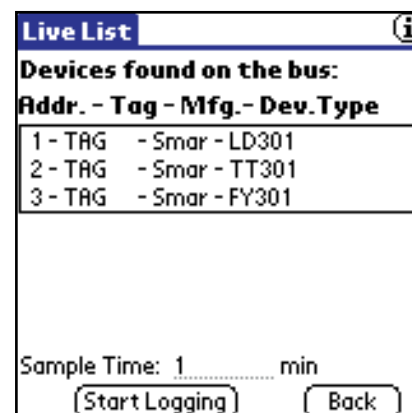 Live List i
Devices found on the bus:
Addr. - Tag - Mfg.- Dev.Type
1 - TAG - Smar - LD301
2 - TAG - Smar - TT301
3 - TAG - Smar - FY301
Sample Time: 1 min
Start Logging Back